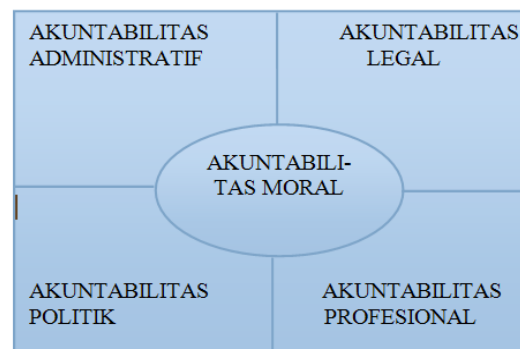 AKUNTABILITAS
ADMINISTRATIF
AKUNTABILITAS
LEGAL
AKUNTABILI-
TAS MORAL
AKUNTABILITAS
POLITIK
AKUNTABILITAS
PROFESIONAL